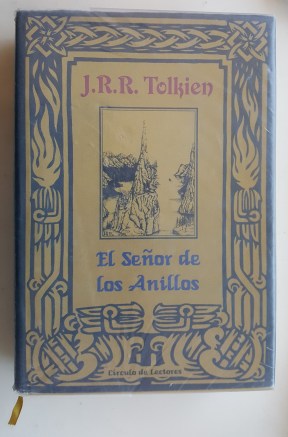 J.R.R. Tolkien
El Señor de
los Anillos
Círculo de Lectores